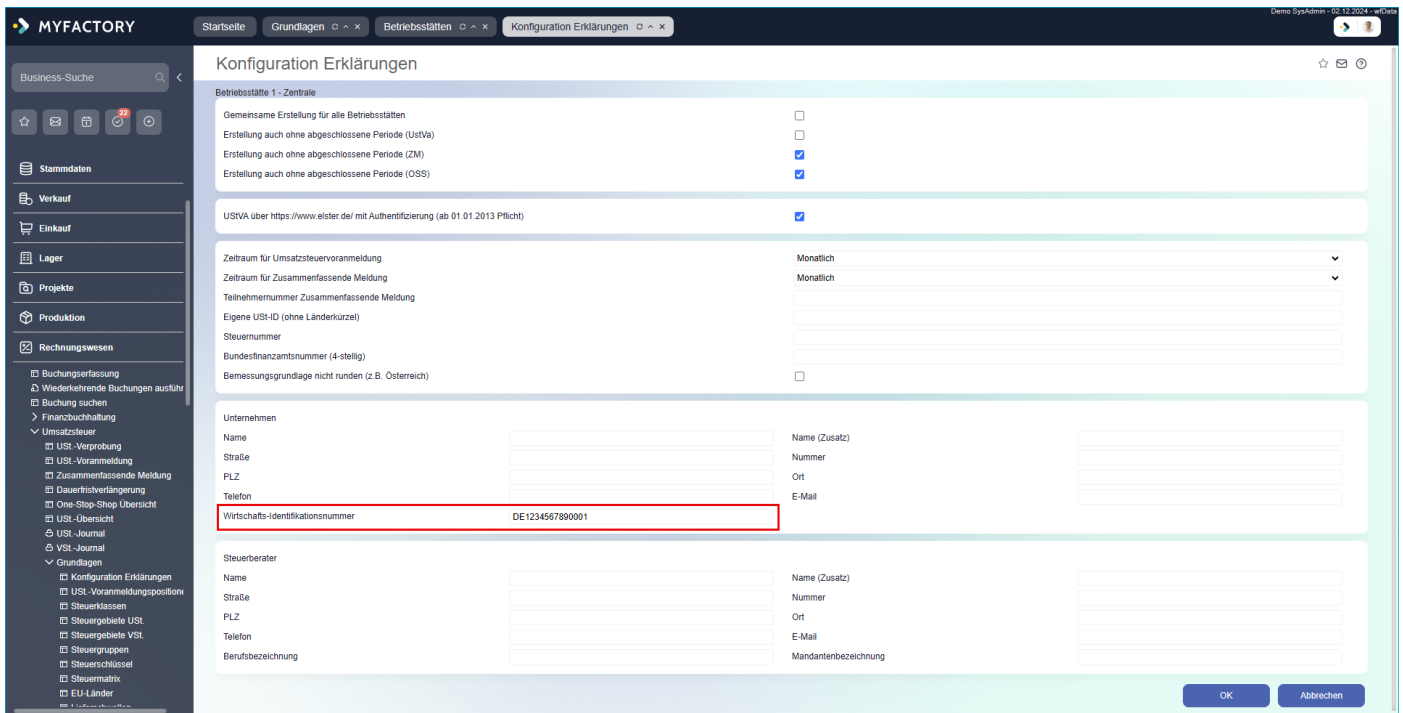 Demo SysAdmin - 02.12.2024 - wfData
MYFACTORY
Startseite
Grundlagen
Betriebsstätten
Konfiguration Erklärungen
Business-Suche
22
Stammdaten
Verkauf
Einkauf
Lager
Projekte
Produktion
Rechnungswesen
Buchungserfassung
Wiederkehrende Buchungen ausführ
Buchung suchen
Finanzbuchhaltung
Umsatzsteuer
USt.-Verprobung
USt.-Voranmeldung
Zusammenfassende Meldung
Dauerfristverlängerung
One-Stop-Shop Übersicht
USt.-Übersicht
USt.-Journal
VSt.-Journal
Grundlagen
Konfiguration Erklärungen
USt.-Voranmeldungspositione
Steuerklassen
Steuergebiete USt.
Steuergebiete VSt.
Steuergruppen
Steuerschlüssel
Steuermatrix
EU-Länder
Konfiguration Erklärungen
Betriebsstätte 1 - Zentrale
Gemeinsame Erstellung für alle Betriebsstätten
Erstellung auch ohne abgeschlossene Periode (UstVa)
Erstellung auch ohne abgeschlossene Periode (ZM)
Erstellung auch ohne abgeschlossene Periode (OSS)
UStVA über https://www.elster.de/ mit Authentifizierung (ab 01.01.2013 Pflicht)
Zeitraum für Umsatzsteuervoranmeldung Monatlich
Zeitraum für Zusammenfassende Meldung Monatlich
Teilnehmernummer Zusammenfassende Meldung
Eigene USt-ID (ohne Länderkürzel)
Steuernummer
Bundesfinanzamtsnummer (4-stellig)
Bemessungsgrundlage nicht runden (z.B. Österreich)
Unternehmen
Name Name (Zusatz)
Straße Nummer
PLZ Ort
Telefon E-Mail
Wirtschafts-Identifikationsnummer DE1234567890001
Steuerberater
Name Name (Zusatz)
Straße Nummer
PLZ Ort
Telefon E-Mail
Berufsbezeichnung Mandantenbezeichnung
OK Abbrechen